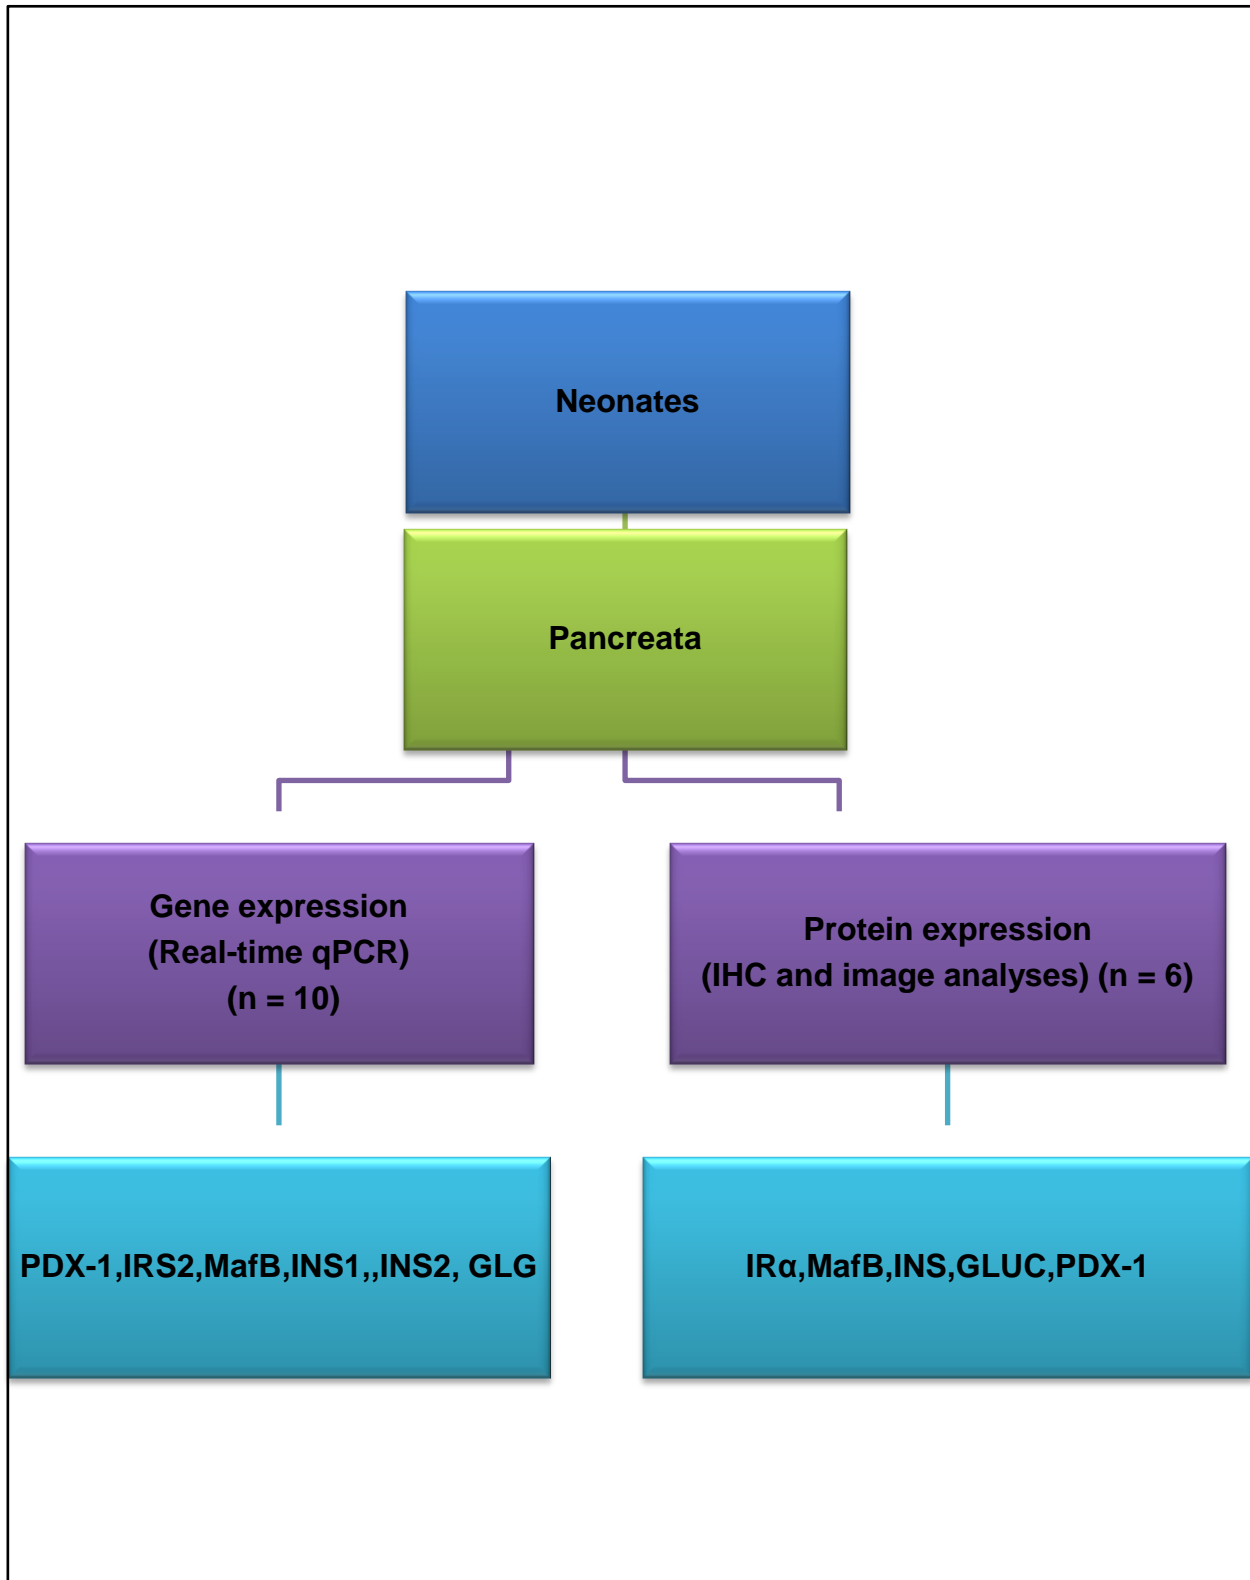 Neonates
Pancreata
Gene expression
(Real-time qPCR)
(n = 10)
Protein expression
(IHC and image analyses) (n = 6)
PDX-1,IRS2,MafB,INS1,,INS2, GLG
IRα,MafB,INS,GLUC,PDX-1